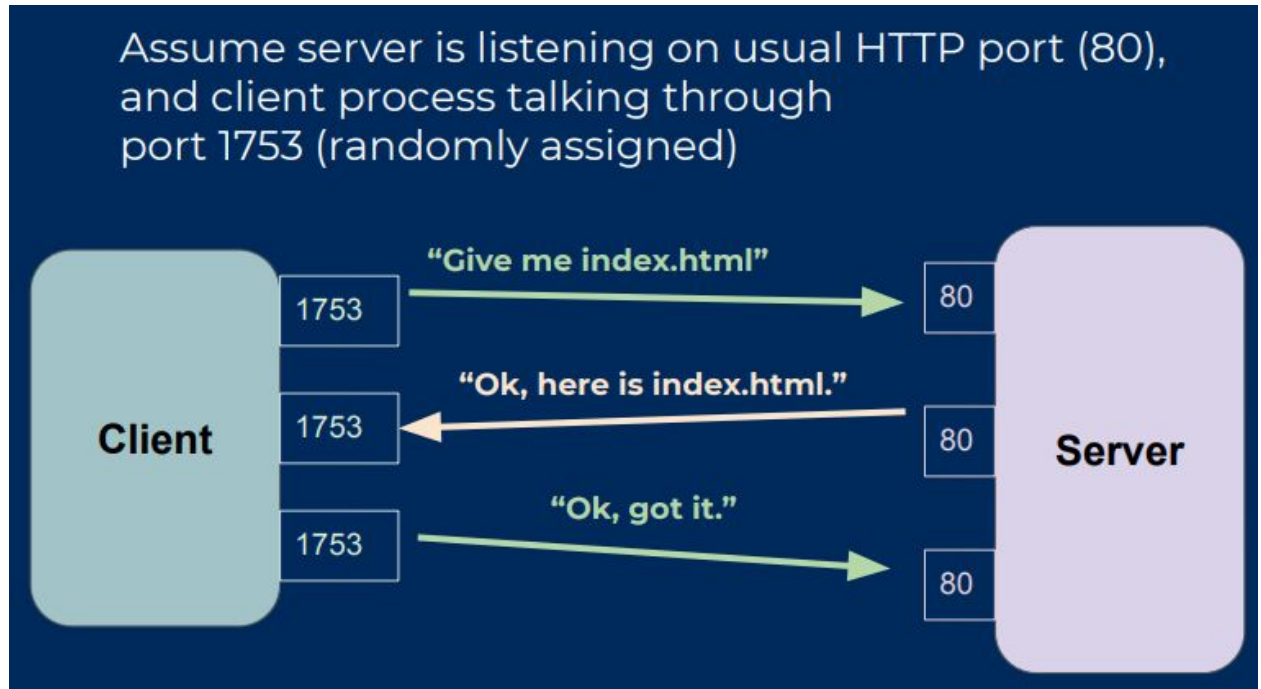 Assume server is listening on usual HTTP port (80),
and client process talking through
port 1753 (randomly assigned)
“Give me index.html”
1753
80
“Ok, here is index.html.”
1753
80
Client
Server
“Ok, got it.”
1753
80